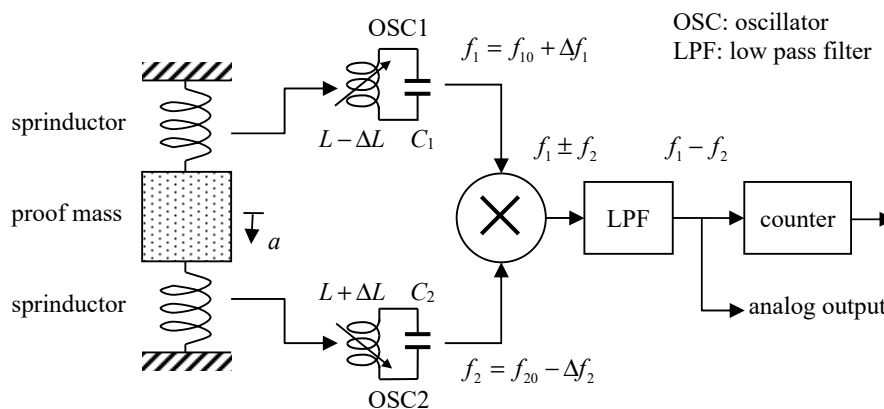 OSC: oscillator
LPF: low pass filter
OSC1
f₁ = f₁₀ + Δf₁
sprinductor
L − ΔL
C₁
f₁ ± f₂
f₁ − f₂
proof mass
a
LPF
counter
sprinductor
L + ΔL
C₂
analog output
f₂ = f₂₀ − Δf₂
OSC2